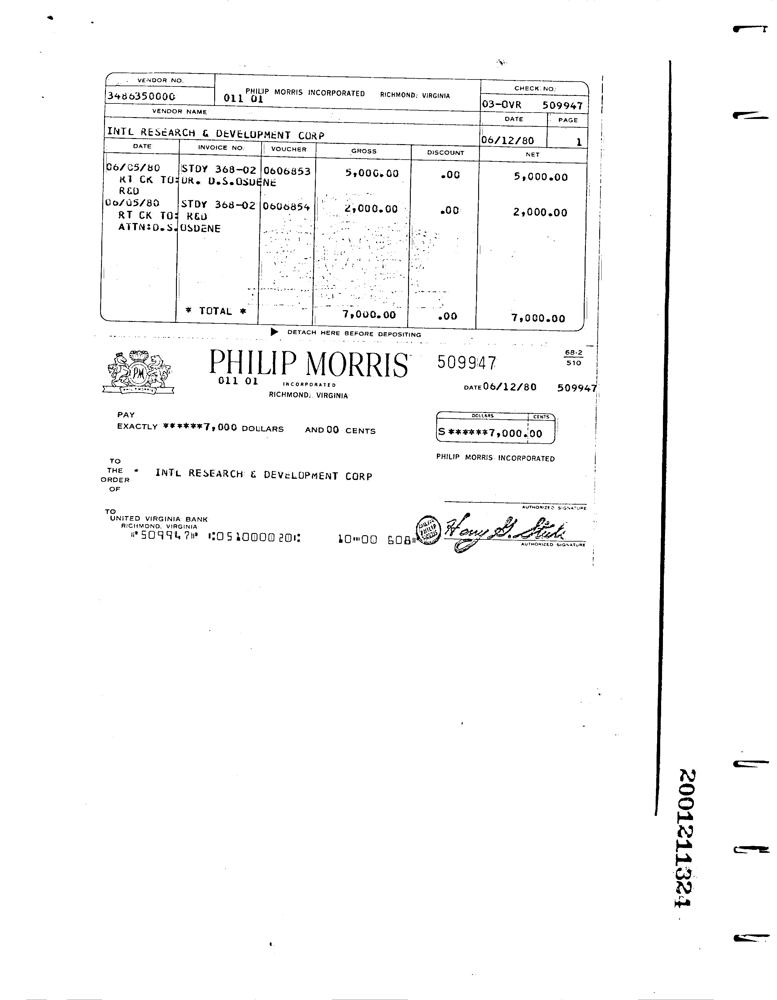 VENDOR NO.
3486350000
011 01
PHILIP MORRIS INCORPORATED RICHMOND, VIRGINIA
CHECK NO.
03-OVR 509947
VENDOR NAME
DATE PAGE
INTL RESEARCH & DEVELOPMENT CORP
06/12/80 1
DATE INVOICE NO. VOUCHER GROSS DISCOUNT NET
06/05/80 STDY 368-02 0606853 5,000.00 .00 5,000.00
RT CK TO: DR. D.S.OSDENE
R&D
06/05/80 STDY 368-02 0606854 2,000.00 .00 2,000.00
RT CK TO: R&D
ATTN:D.S.OSDENE
* TOTAL * 7,000.00 .00 7,000.00
DETACH HERE BEFORE DEPOSITING
PM
PHILIP MORRIS
011 01
INCORPORATED
RICHMOND, VIRGINIA
509947
68-2
510
DATE 06/12/80 509947
PAY
EXACTLY ******7,000 DOLLARS AND 00 CENTS
DOLLARS CENTS
$******7,000.00
PHILIP MORRIS INCORPORATED
TO
THE
ORDER
OF
* INTL RESEARCH & DEVELOPMENT CORP
AUTHORIZED SIGNATURE
TO
UNITED VIRGINIA BANK
RICHMOND, VIRGINIA
⑈509947⑈ ⑆051000020⑆ 10⑈00 608⑈
AUTHORIZED SIGNATURE
2001211324